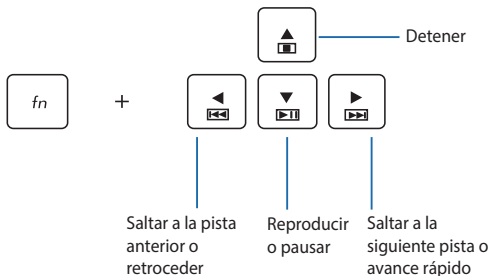 Detener
fn +
Saltar a la pista
anterior o
retroceder
Reproducir
o pausar
Saltar a la
siguiente pista o
avance rápido